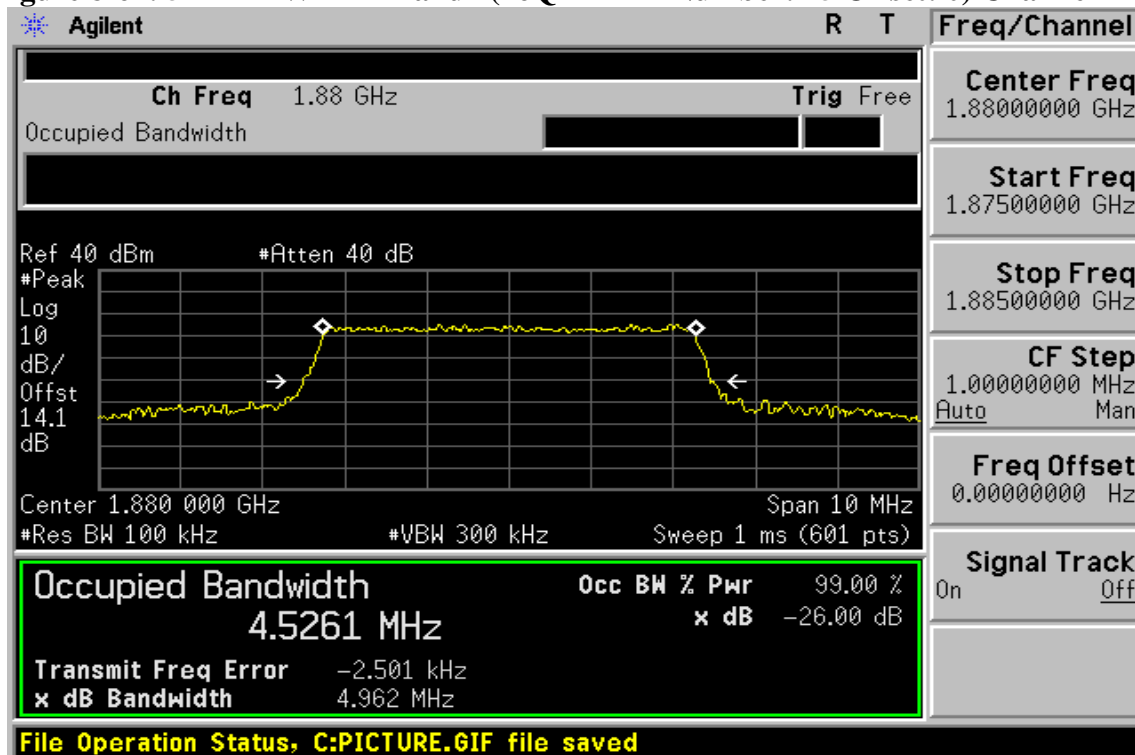 Agilent R T
Freq/Channel
Ch Freq 1.88 GHz Trig Free
Occupied Bandwidth
Center Freq
1.88000000 GHz
Start Freq
1.87500000 GHz
Stop Freq
1.88500000 GHz
CF Step
1.00000000 MHz
Auto Man
Freq Offset
0.00000000 Hz
Signal Track
On Off
Ref 40 dBm #Atten 40 dB
#Peak
Log
10
dB/
Offst
14.1
dB
Center 1.880 000 GHz Span 10 MHz
#Res BW 100 kHz #VBW 300 kHz Sweep 1 ms (601 pts)
Occupied Bandwidth Occ BW % Pwr 99.00 %
4.5261 MHz x dB -26.00 dB
Transmit Freq Error -2.501 kHz
x dB Bandwidth 4.962 MHz
File Operation Status, C:PICTURE.GIF file saved